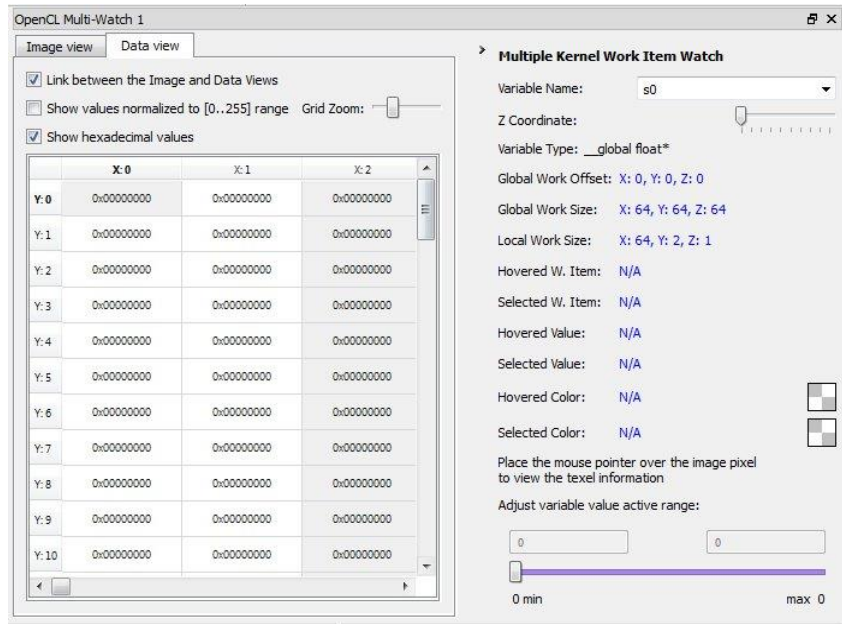 OpenCL Multi-Watch 1
Image view Data view
Link between the Image and Data Views
Show values normalized to [0..255] range Grid Zoom:
Show hexadecimal values
X: 0 X: 1 X: 2
Y: 0 0x00000000 0x00000000 0x00000000
Y: 1 0x00000000 0x00000000 0x00000000
Y: 2 0x00000000 0x00000000 0x00000000
Y: 3 0x00000000 0x00000000 0x00000000
Y: 4 0x00000000 0x00000000 0x00000000
Y: 5 0x00000000 0x00000000 0x00000000
Y: 6 0x00000000 0x00000000 0x00000000
Y: 7 0x00000000 0x00000000 0x00000000
Y: 8 0x00000000 0x00000000 0x00000000
Y: 9 0x00000000 0x00000000 0x00000000
Y: 10 0x00000000 0x00000000 0x00000000
Multiple Kernel Work Item Watch
Variable Name: s0
Z Coordinate:
Variable Type: __global float*
Global Work Offset: X: 0, Y: 0, Z: 0
Global Work Size: X: 64, Y: 64, Z: 64
Local Work Size: X: 64, Y: 2, Z: 1
Hovered W. Item: N/A
Selected W. Item: N/A
Hovered Value: N/A
Selected Value: N/A
Hovered Color: N/A
Selected Color: N/A
Place the mouse pointer over the image pixel
to view the texel information
Adjust variable value active range:
0 0
0 min max 0